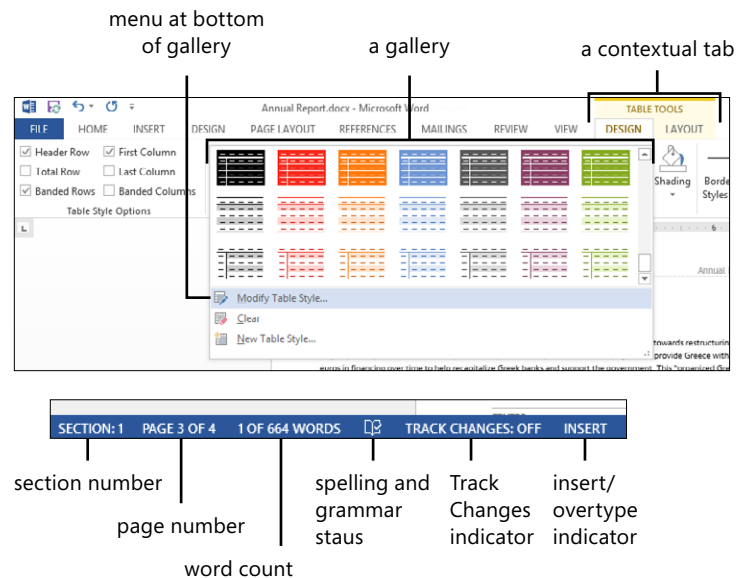 menu at bottom
of gallery
a gallery
a contextual tab
Annual Report.docx - Microsoft Word
TABLE TOOLS
FILE HOME INSERT DESIGN PAGE LAYOUT REFERENCES MAILINGS REVIEW VIEW DESIGN LAYOUT
Header Row First Column
Total Row Last Column
Banded Rows Banded Columns
Table Style Options
Shading
Borde
Styles
6
Annual
Modify Table Style...
Clear
New Table Style...
towards restructurin
provide Greece with
euros in financing over time to help recapitalize Greek banks and support the government. This "organized Gre
SECTION: 1 PAGE 3 OF 4 1 OF 664 WORDS TRACK CHANGES: OFF INSERT
section number
page number
word count
spelling and
grammar
staus
Track
Changes
indicator
insert/
overtype
indicator